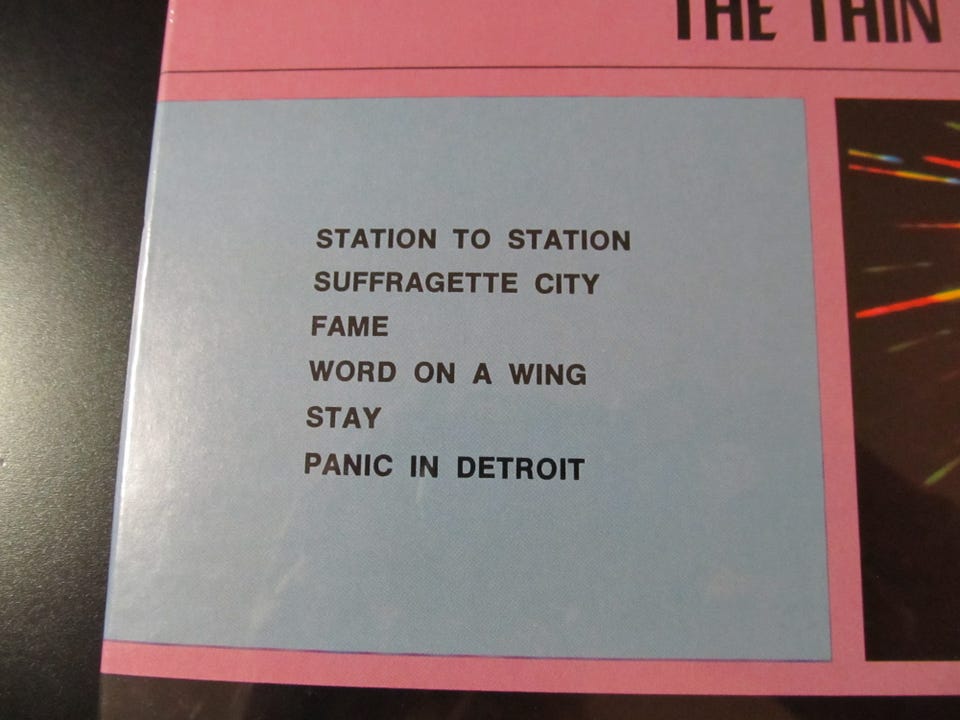 THE THIN
STATION TO STATION
SUFFRAGETTE CITY
FAME
WORD ON A WING
STAY
PANIC IN DETROIT